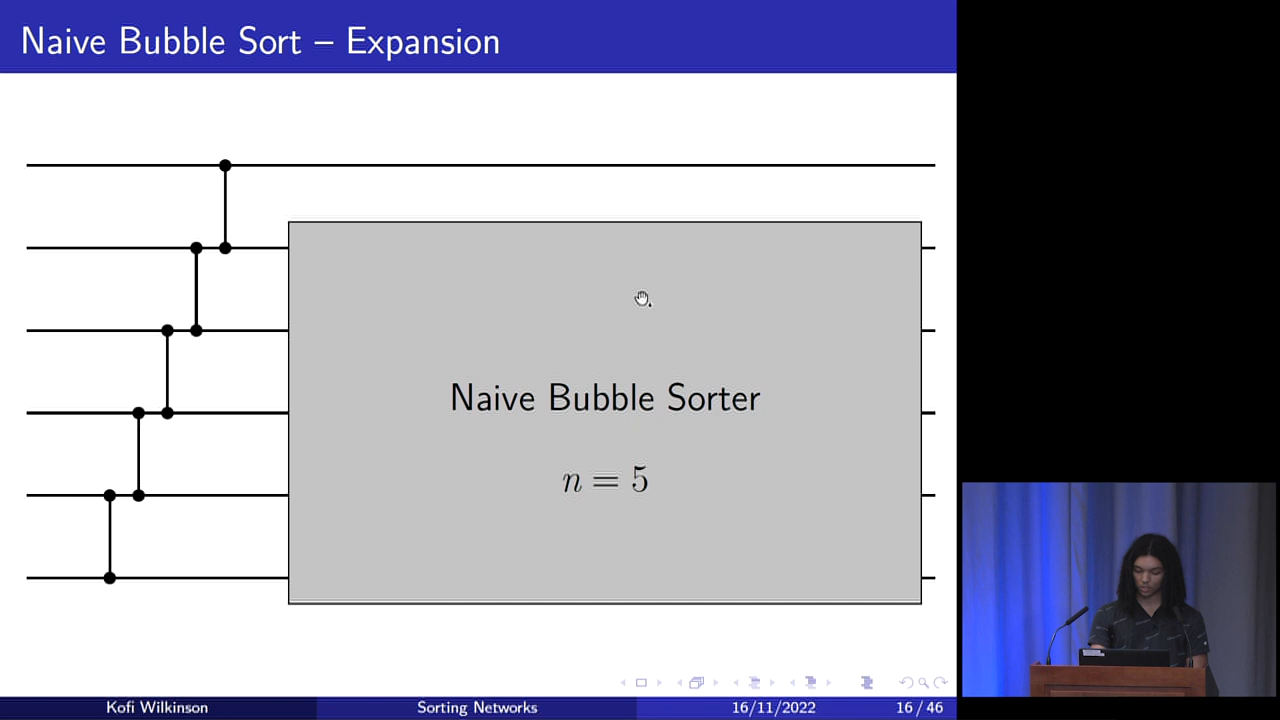 Naive Bubble Sort – Expansion
Naive Bubble Sorter
n = 5
Kofi Wilkinson
Sorting Networks
16/11/2022
16 / 46